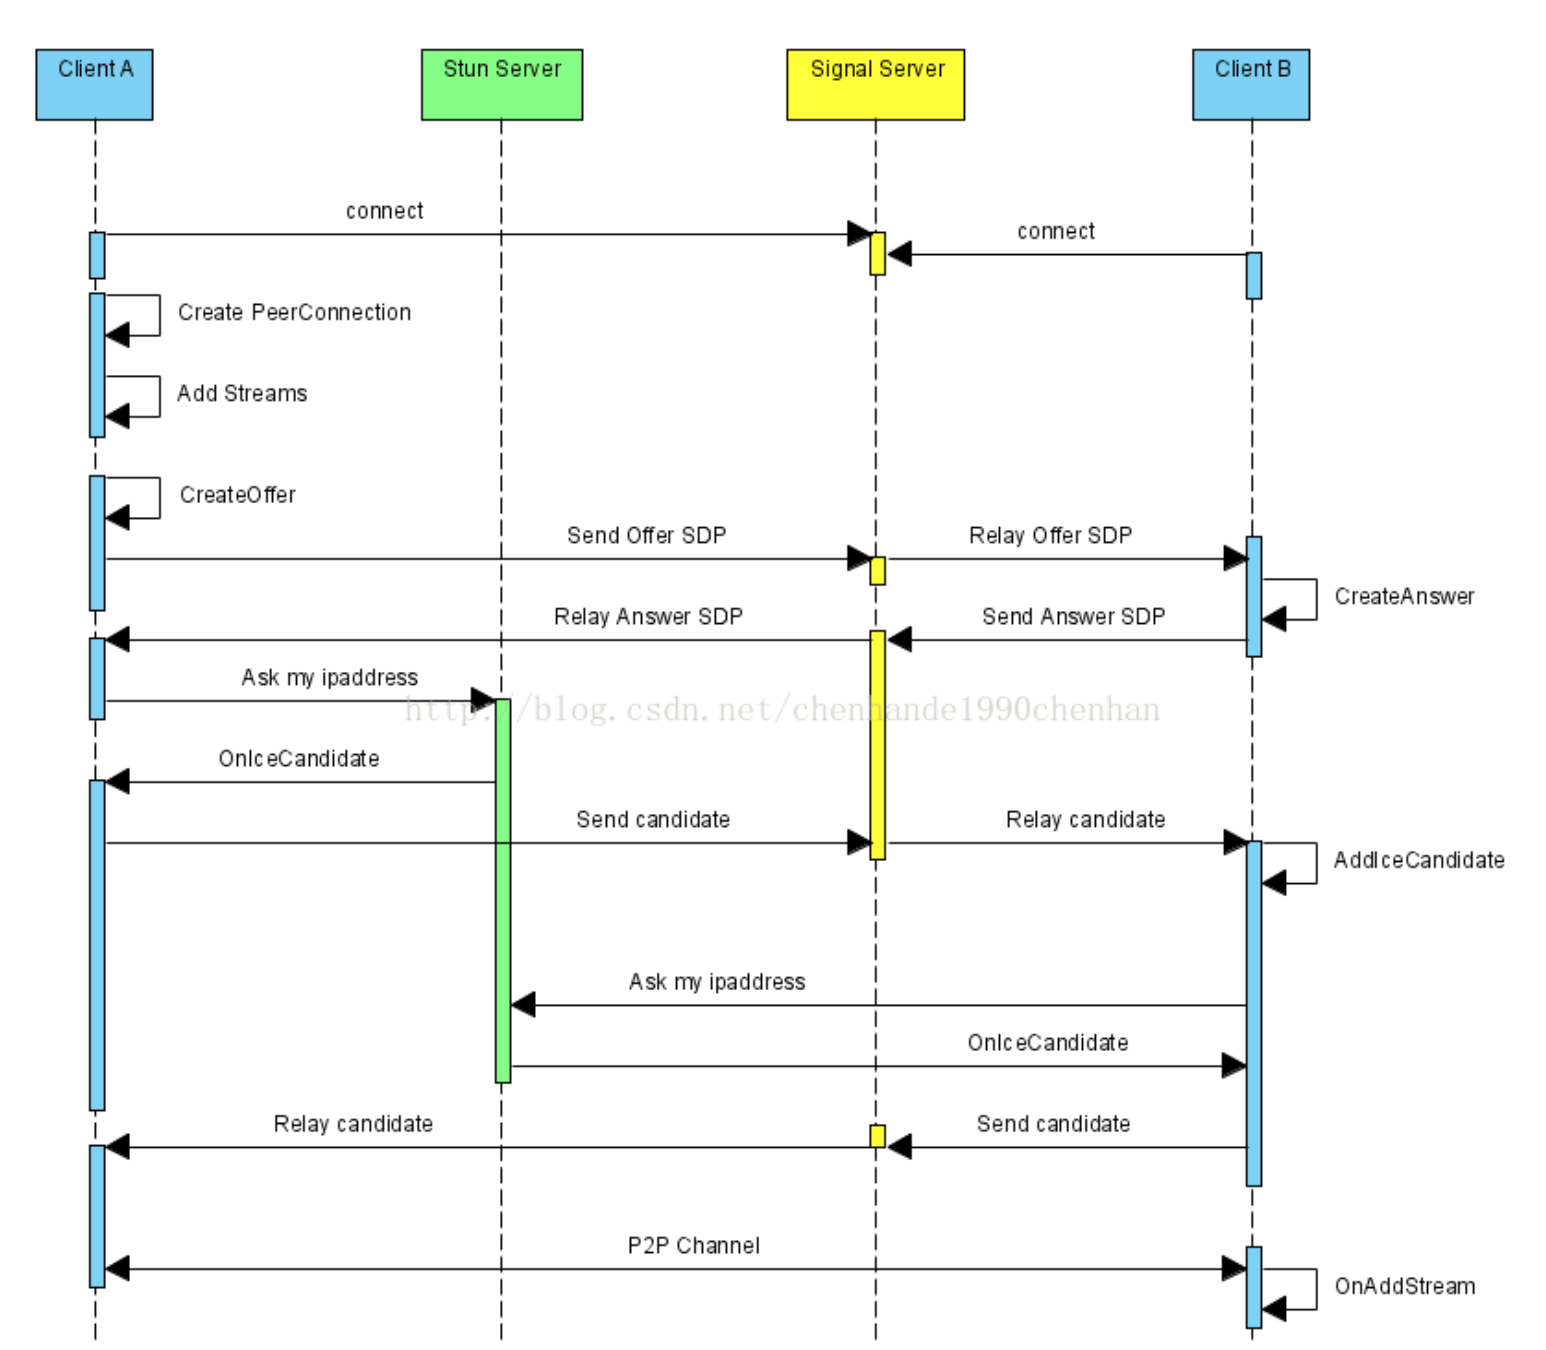 Client A
Stun Server
Signal Server
Client B
connect
connect
Create PeerConnection
Add Streams
CreateOffer
Send Offer SDP
Relay Offer SDP
CreateAnswer
Relay Answer SDP
Send Answer SDP
Ask my ipaddress
http://blog.csdn.net/chenhande1990chenhan
OnIceCandidate
Send candidate
Relay candidate
AddIceCandidate
Ask my ipaddress
OnIceCandidate
Relay candidate
Send candidate
P2P Channel
OnAddStream